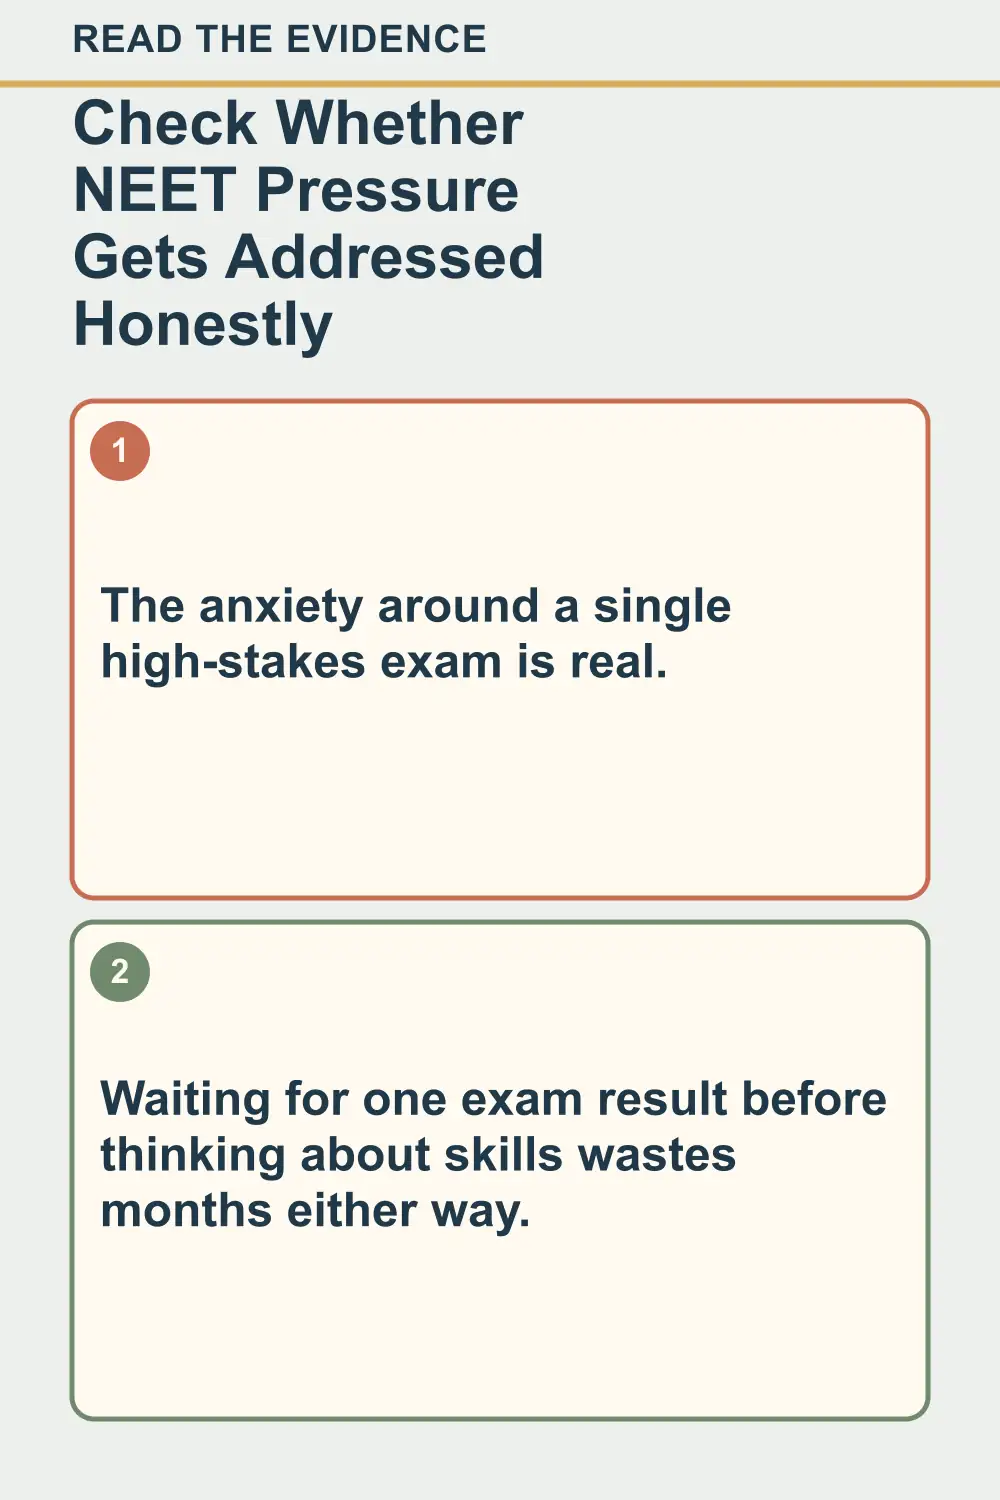 READ THE EVIDENCE
Check Whether
NEET Pressure
Gets Addressed
Honestly
1
The anxiety around a single
high-stakes exam is real.
2
Waiting for one exam result before
thinking about skills wastes
months either way.